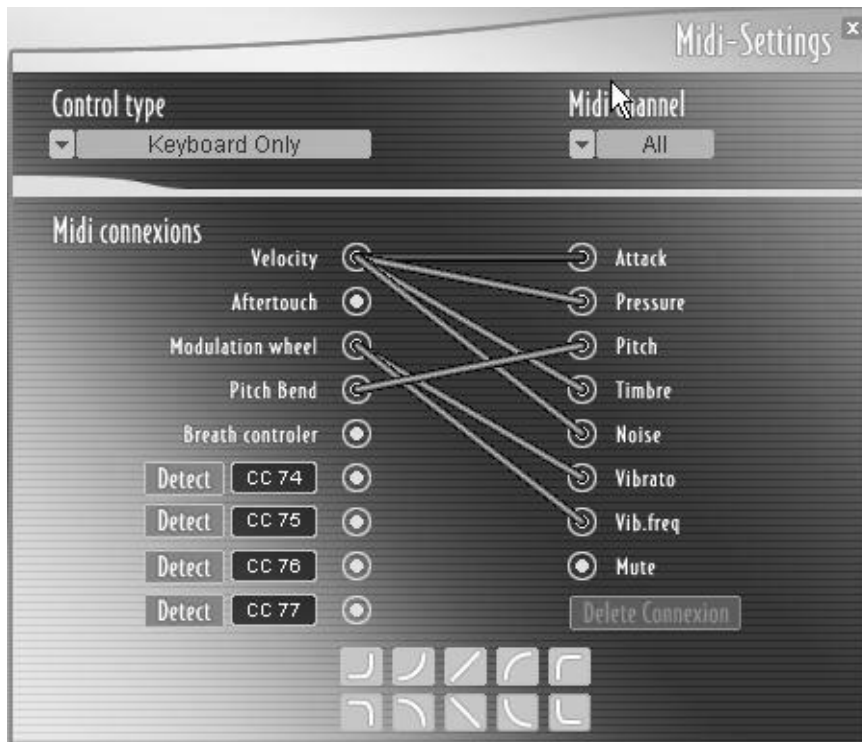 Midi-Settings x
Control type
Midi channel
Keyboard Only
All
Midi connexions
Velocity
Attack
Aftertouch
Pressure
Modulation wheel
Pitch
Pitch Bend
Timbre
Breath controler
Noise
Detect CC 74
Vibrato
Detect CC 75
Vib.freq
Detect CC 76
Mute
Detect CC 77
Delete Connexion